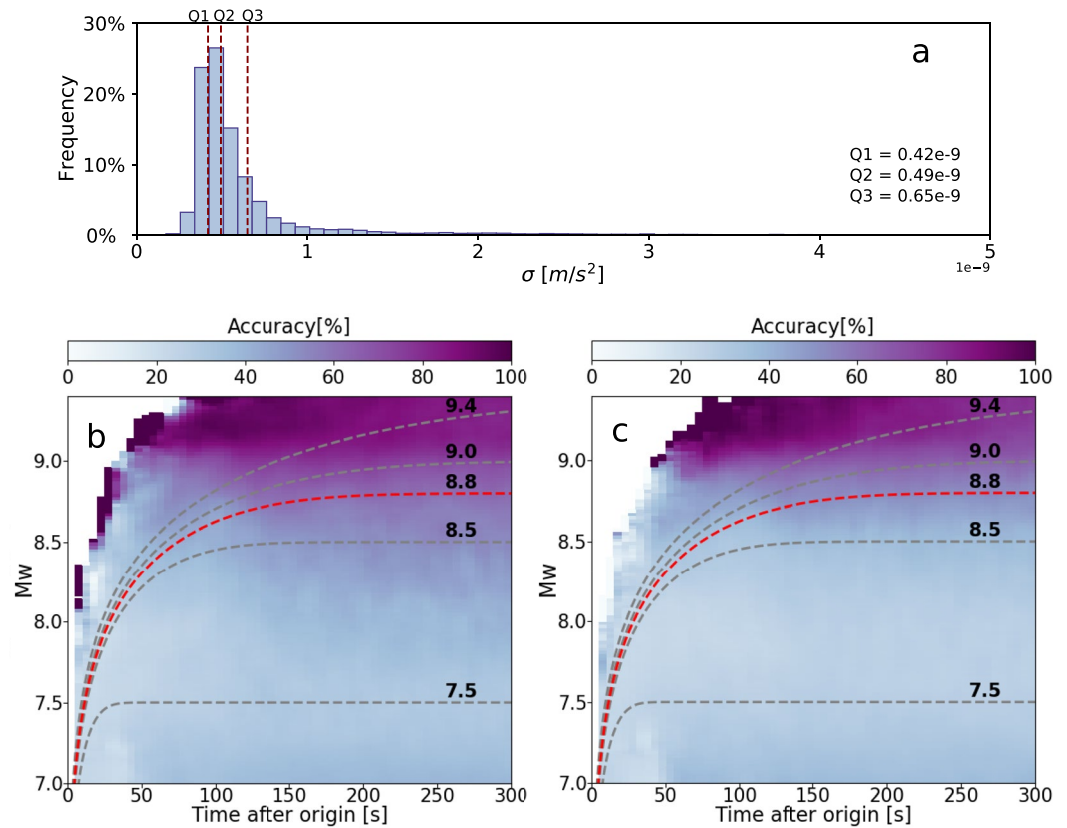 Q1 Q2 Q3
30%
a
20%
Frequency
Q1 = 0.42e-9
10%
Q2 = 0.49e-9
Q3 = 0.65e-9
0%
0 1 2 3 4 5
σ [m/s²]
1e−9
Accuracy[%]
0 20 40 60 80 100
b
9.4
9.0
9.0
8.8
8.5
8.5
Mw
8.0
7.5
7.5
7.0
0 50 100 150 200 250 300
Time after origin [s]
Accuracy[%]
0 20 40 60 80 100
c
9.4
9.0
9.0
8.8
8.5
8.5
Mw
8.0
7.5
7.5
7.0
0 50 100 150 200 250 300
Time after origin [s]